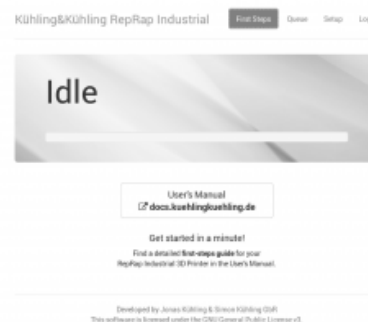 Kühling&Kühling RepRap Industrial
First Steps Queue Setup Lo
Idle
User's Manual
docs.kuehlingkuehling.de
Get started in a minute!
Find a detailed first-steps guide for your
RepRap Industrial 3D Printer in the User's Manual.
Developed by Jonas Kühling & Simon Kühling GbR
This software is licensed under the GNU General Public License v3.